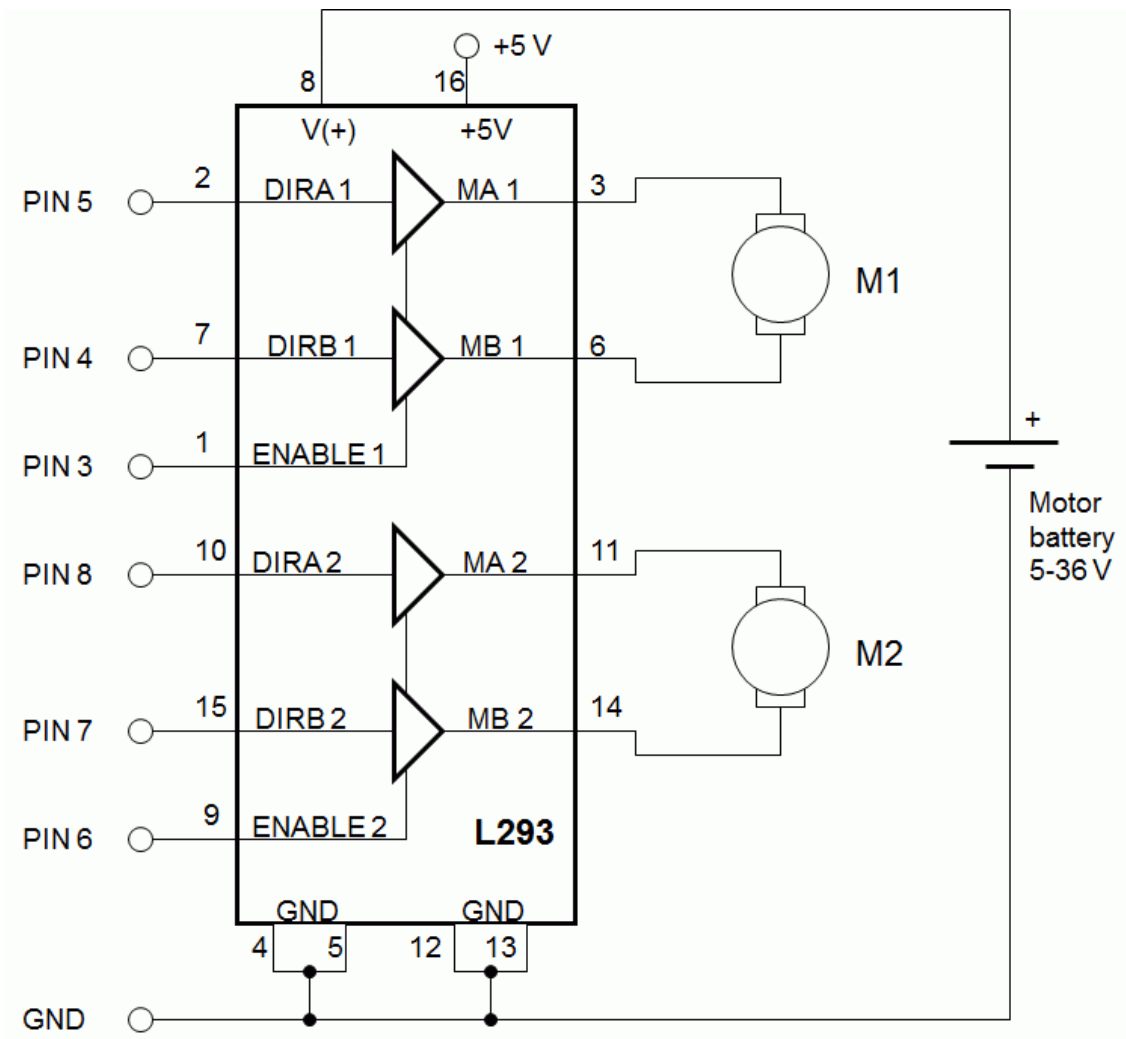 +5 V
8
16
V(+)
+5V
PIN 5
2
DIRA 1
MA 1
3
M1
PIN 4
7
DIRB 1
MB 1
6
PIN 3
1
ENABLE 1
+
Motor
battery
5-36 V
PIN 8
10
DIRA 2
MA 2
11
M2
PIN 7
15
DIRB 2
MB 2
14
PIN 6
9
ENABLE 2
L293
GND
GND
4
5
12
13
GND